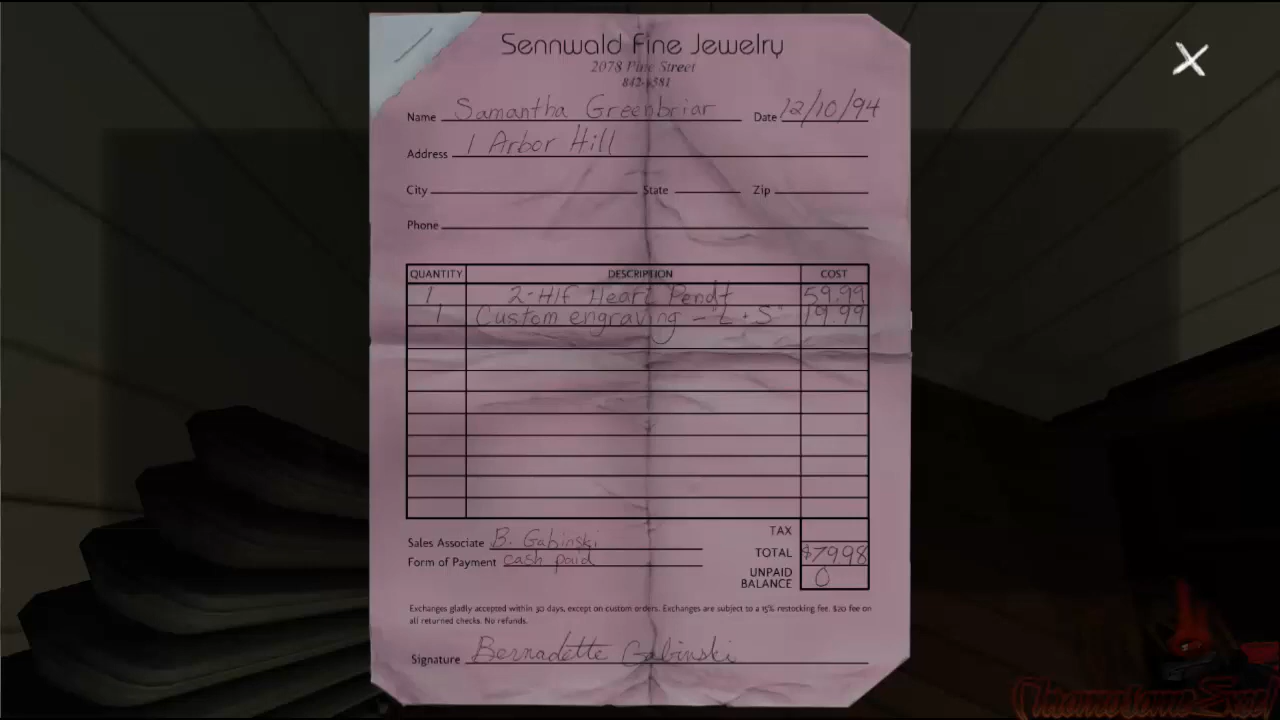 Sennwald Fine Jewelry
2078 Pine Street
Name Samantha Greenbriar Date 12/10/94
Address 1 Arbor Hill
City State Zip
Phone
QUANTITY DESCRIPTION COST
1 2-Hlf Heart Pendt 59.99
1 Custom engraving - "L + S" 19.99
TAX
Sales Associate B. Gabinski
TOTAL $79.98
Form of Payment cash paid
UNPAID
BALANCE 0
Exchanges gladly accepted within 30 days, except on custom orders. Exchanges are subject to a 15% restocking fee. $20 fee on
all returned checks. No refunds.
Signature Bernadette Gabinski